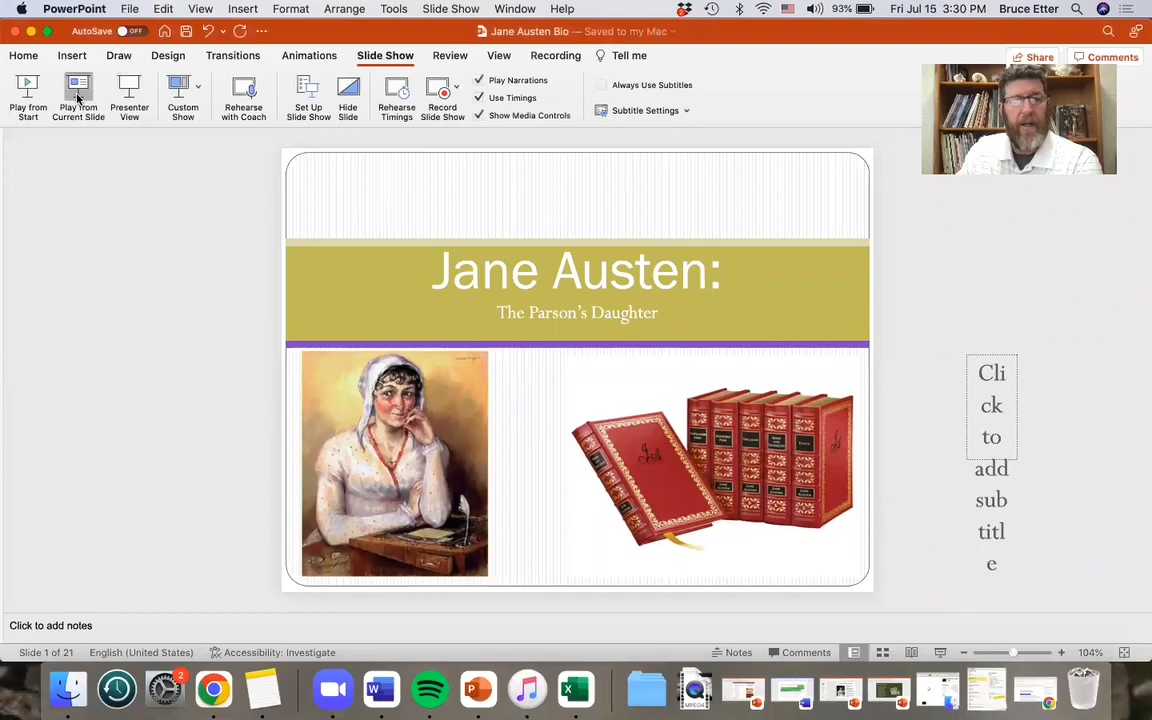 PowerPoint File Edit View Insert Format Arrange Tools Slide Show Window Help 93% Fri Jul 15 3:30 PM Bruce Etter
AutoSave OFF Jane Austen Bio — Saved to my Mac
Home Insert Draw Design Transitions Animations Slide Show Review View Recording Tell me Share Comments
Play from Start
Play from Current Slide
Presenter View
Custom Show
Rehearse with Coach
Set Up Slide Show
Hide Slide
Rehearse Timings
Record Slide Show
Play Narrations
Use Timings
Show Media Controls
Always Use Subtitles
Subtitle Settings
Jane Austen:
The Parson's Daughter
Cli
ck
to
add
sub
titl
e
Click to add notes
Slide 1 of 21 English (United States) Accessibility: Investigate Notes Comments 104%
2
MPEG4